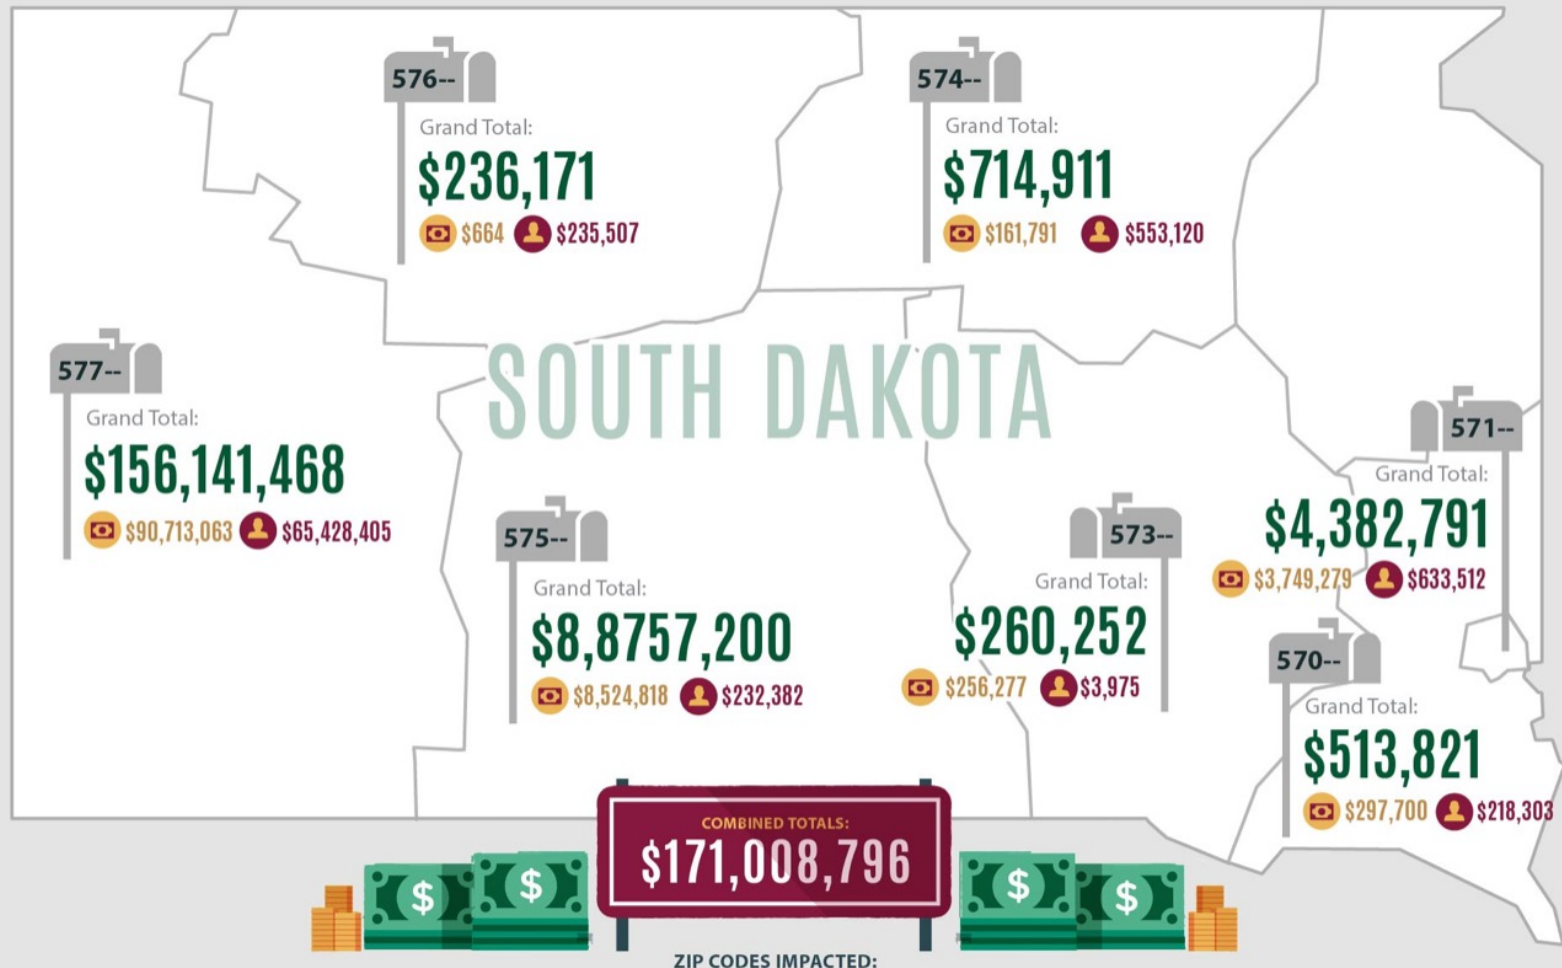 576--
Grand Total:
$236,171
$664 $235,507
574--
Grand Total:
$714,911
$161,791 $553,120
SOUTH DAKOTA
577--
Grand Total:
$156,141,468
$90,713,063 $65,428,405
575--
Grand Total:
$8,8757,200
$8,524,818 $232,382
573--
Grand Total:
$260,252
$256,277 $3,975
571--
Grand Total:
$4,382,791
$3,749,279 $633,512
570--
Grand Total:
$513,821
$297,700 $218,303
COMBINED TOTALS:
$171,008,796
$ $ $ $
ZIP CODES IMPACTED: